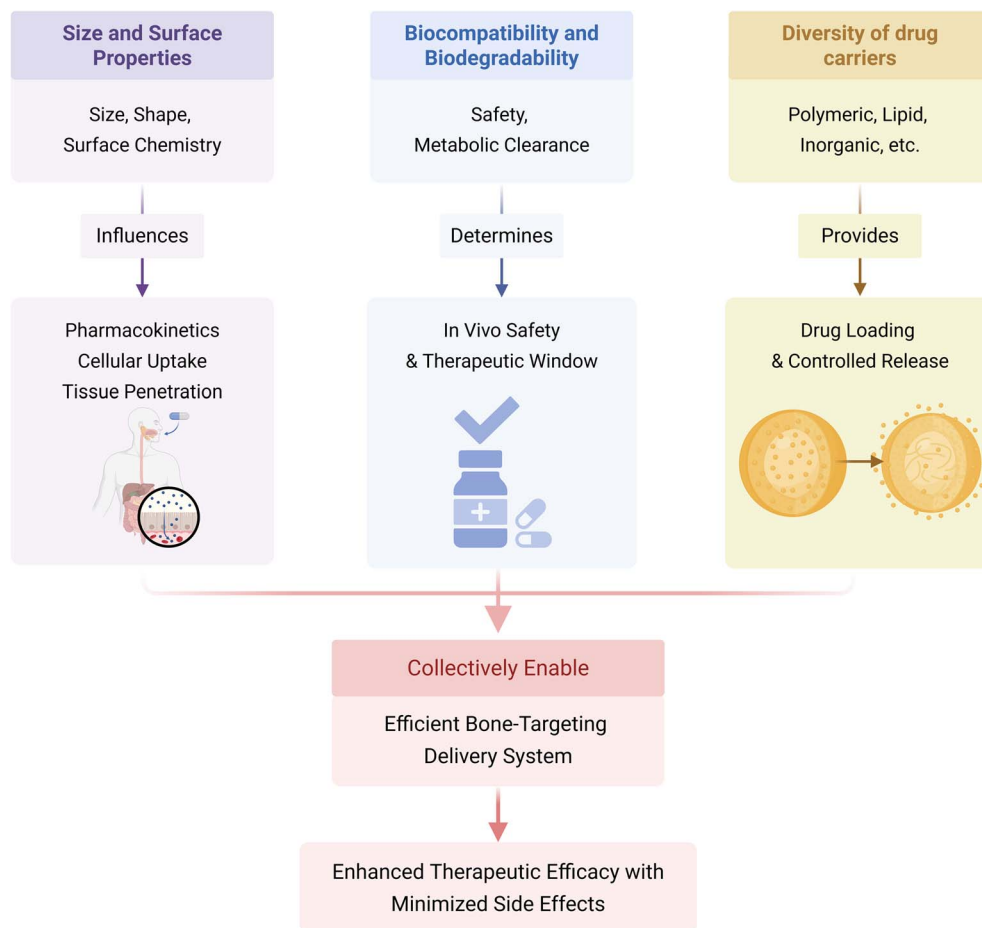 Size and Surface
Properties
Size, Shape,
Surface Chemistry
Influences
Pharmacokinetics
Cellular Uptake
Tissue Penetration
Biocompatibility and
Biodegradability
Safety,
Metabolic Clearance
Determines
In Vivo Safety
& Therapeutic Window
Diversity of drug
carriers
Polymeric, Lipid,
Inorganic, etc.
Provides
Drug Loading
& Controlled Release
Collectively Enable
Efficient Bone-Targeting
Delivery System
Enhanced Therapeutic Efficacy with
Minimized Side Effects